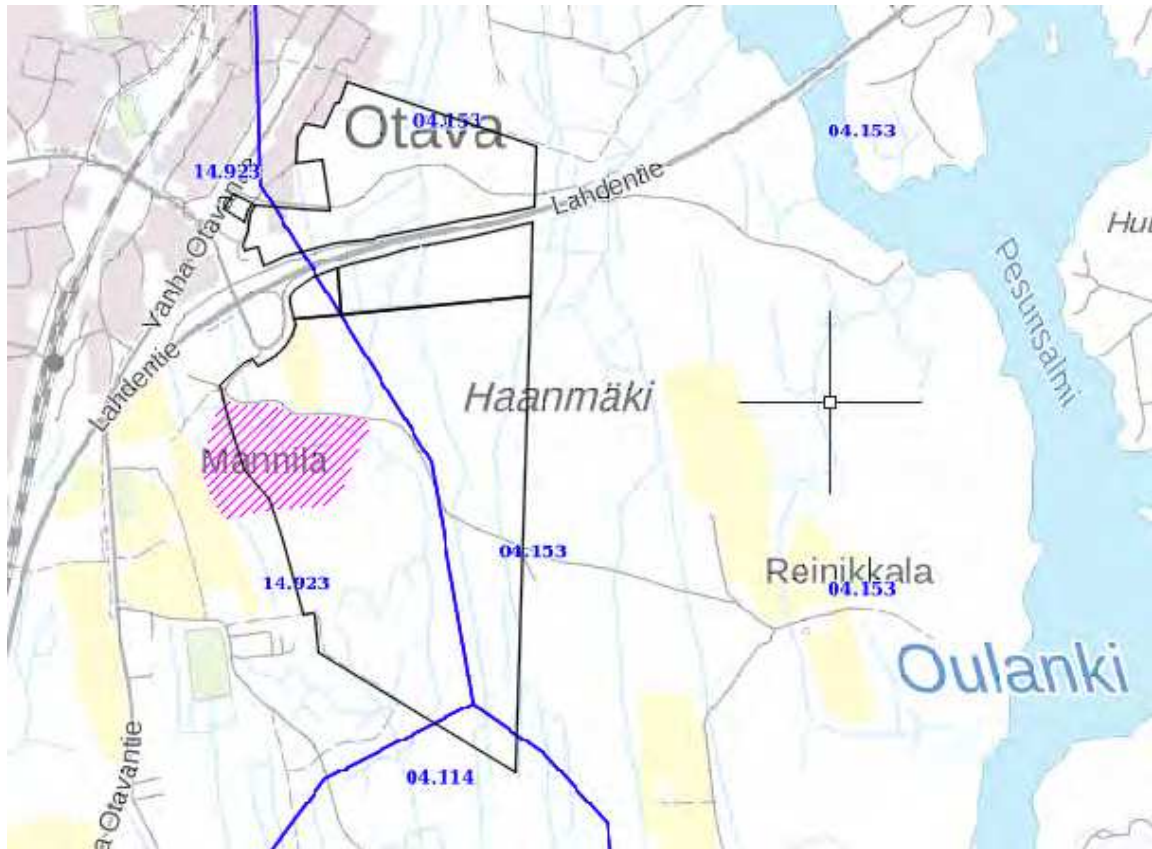 Otava
04.153
04.153
14.923
Vanha Otavantie
Lahdentie
Hu
Pesunsalmi
Lahdentie
Haanmäki
Mannila
04.153
14.923
Reinikkala
04.153
Oulanki
04.114
a Otavantie